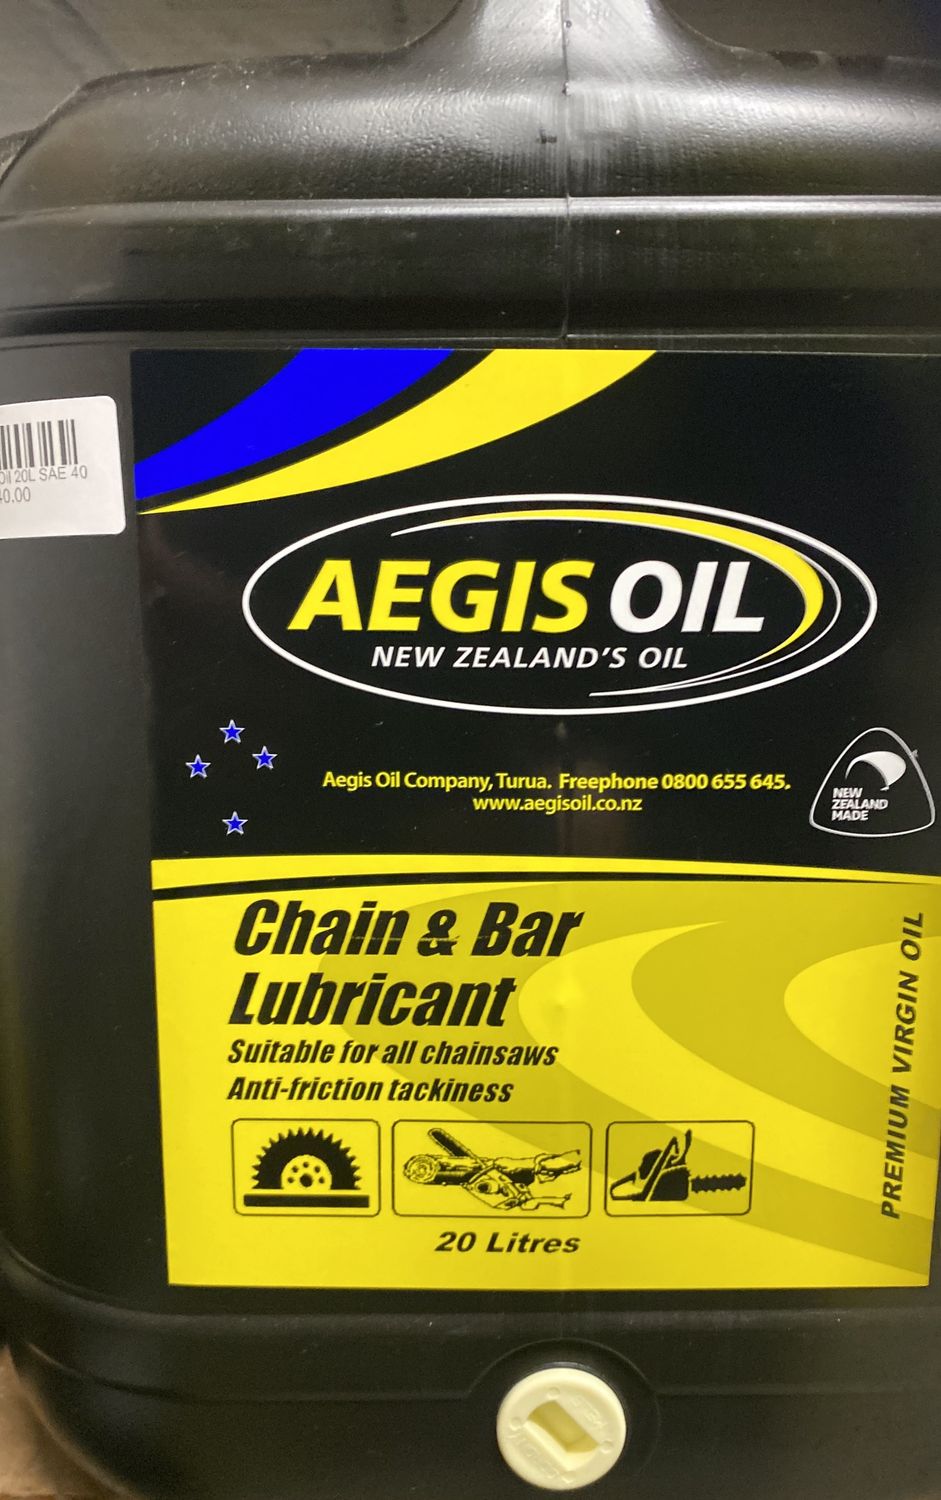 oil 20L SAE 40
AEGIS OIL
NEW ZEALAND'S OIL
Aegis Oil Company, Turua. Freephone 0800 655 645.
www.aegisoil.co.nz
NEW
ZEALAND
MADE
Chain & Bar
Lubricant
Suitable for all chainsaws
Anti-friction tackiness
20 Litres
PREMIUM VIRGIN OIL